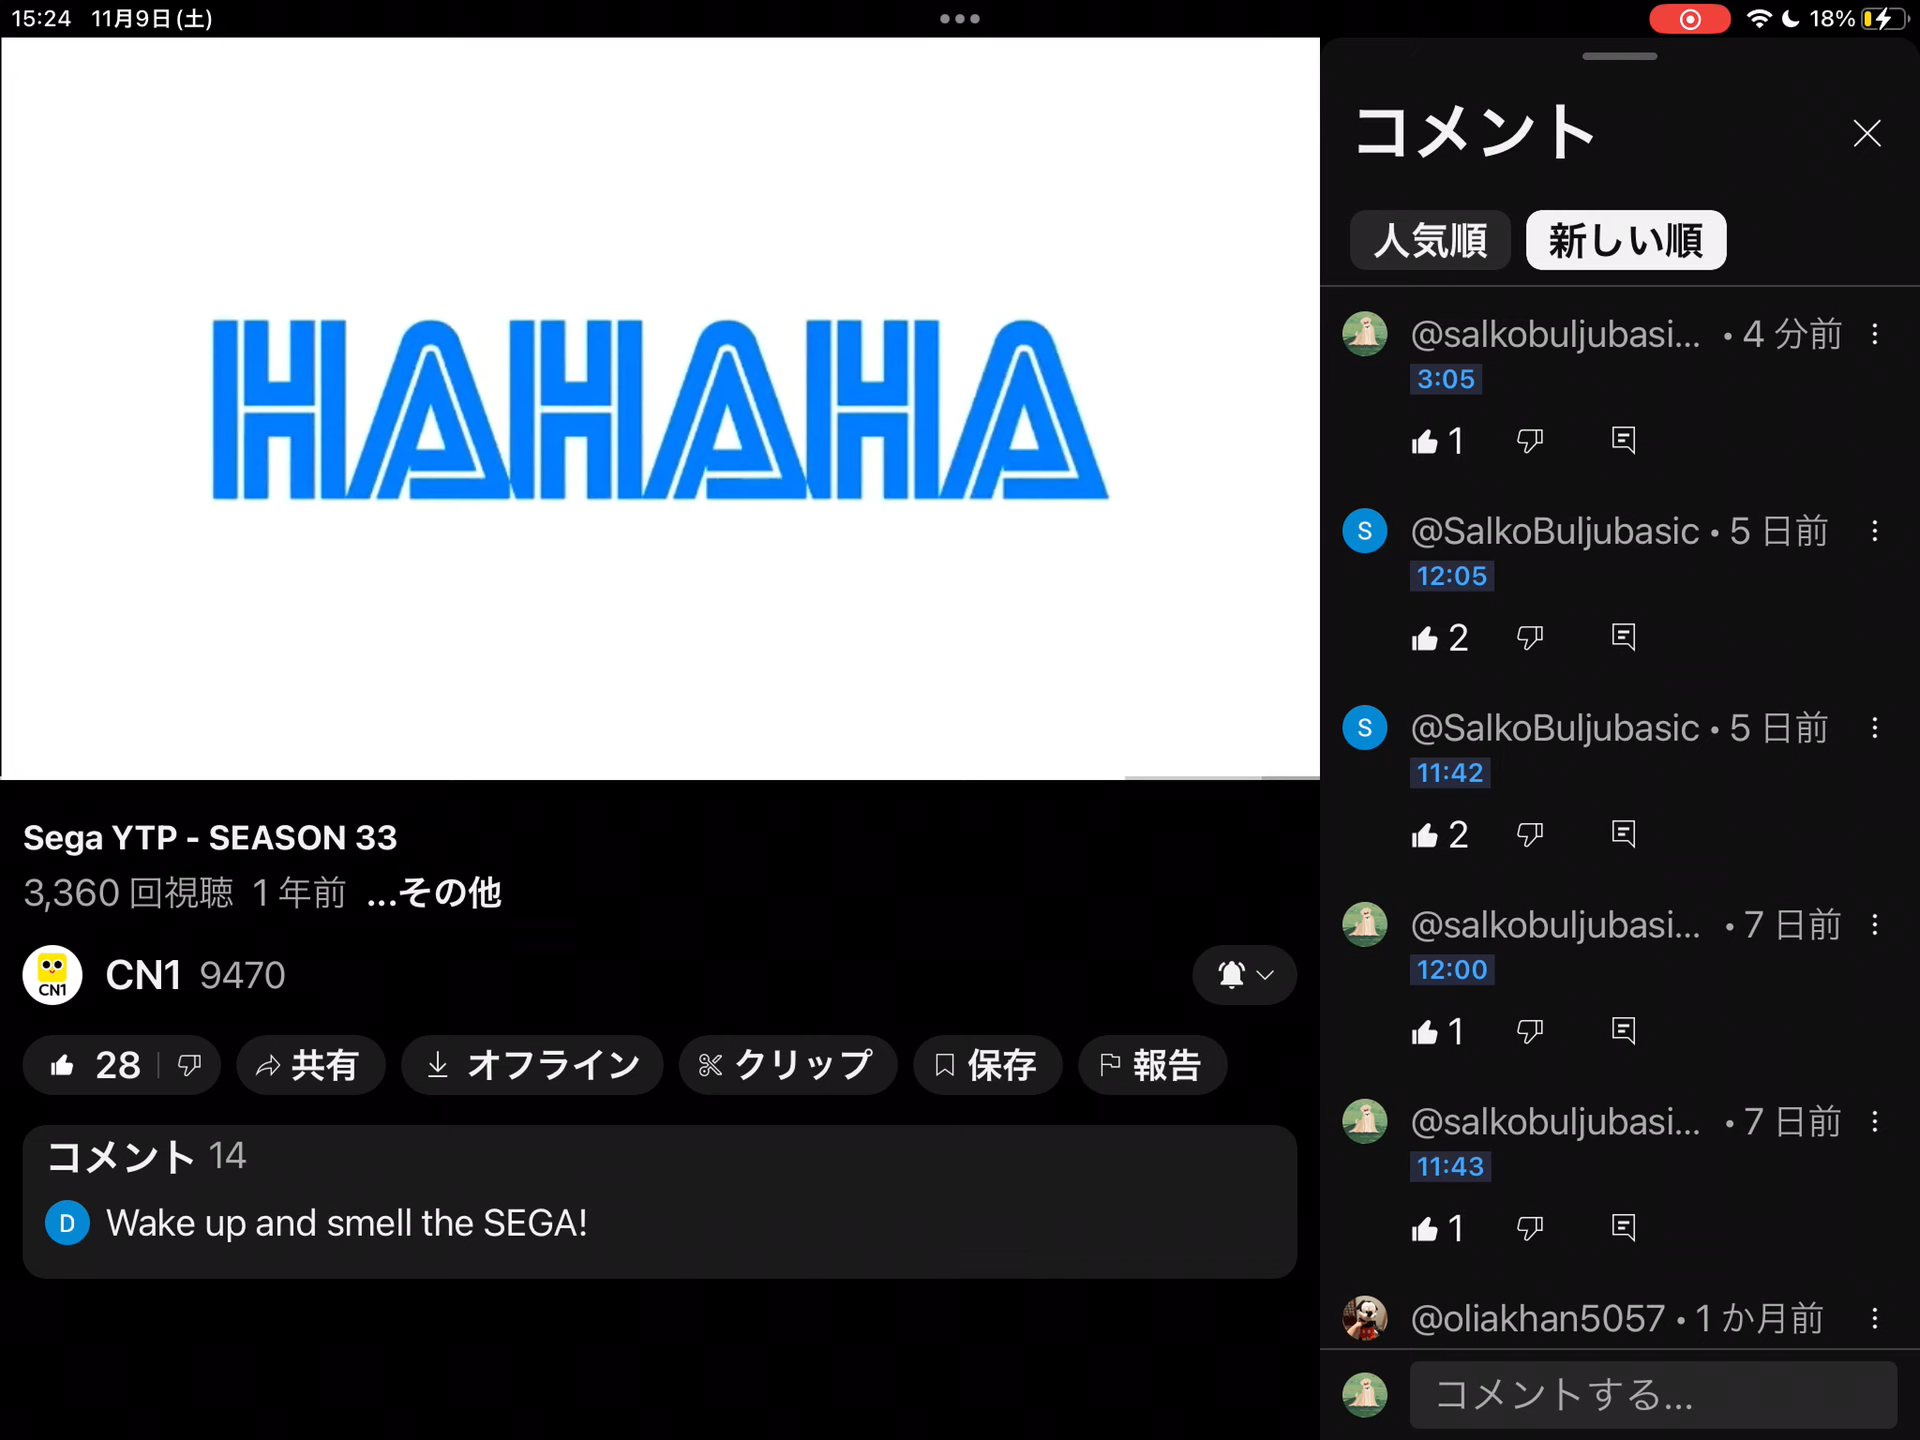 15:24 11月9日(土)
18%
HAHAHA
Sega YTP - SEASON 33
3,360 回視聴 1 年前 ...その他
CN1
CN1 9470
28
共有
オフライン
クリップ
保存
報告
コメント 14
D
Wake up and smell the SEGA!
コメント
人気順
新しい順
@salkobuljubasi... • 4 分前
3:05
1
S
@SalkoBuljubasic • 5 日前
12:05
2
S
@SalkoBuljubasic • 5 日前
11:42
2
@salkobuljubasi... • 7 日前
12:00
1
@salkobuljubasi... • 7 日前
11:43
1
@oliakhan5057 • 1 か月前
コメントする...